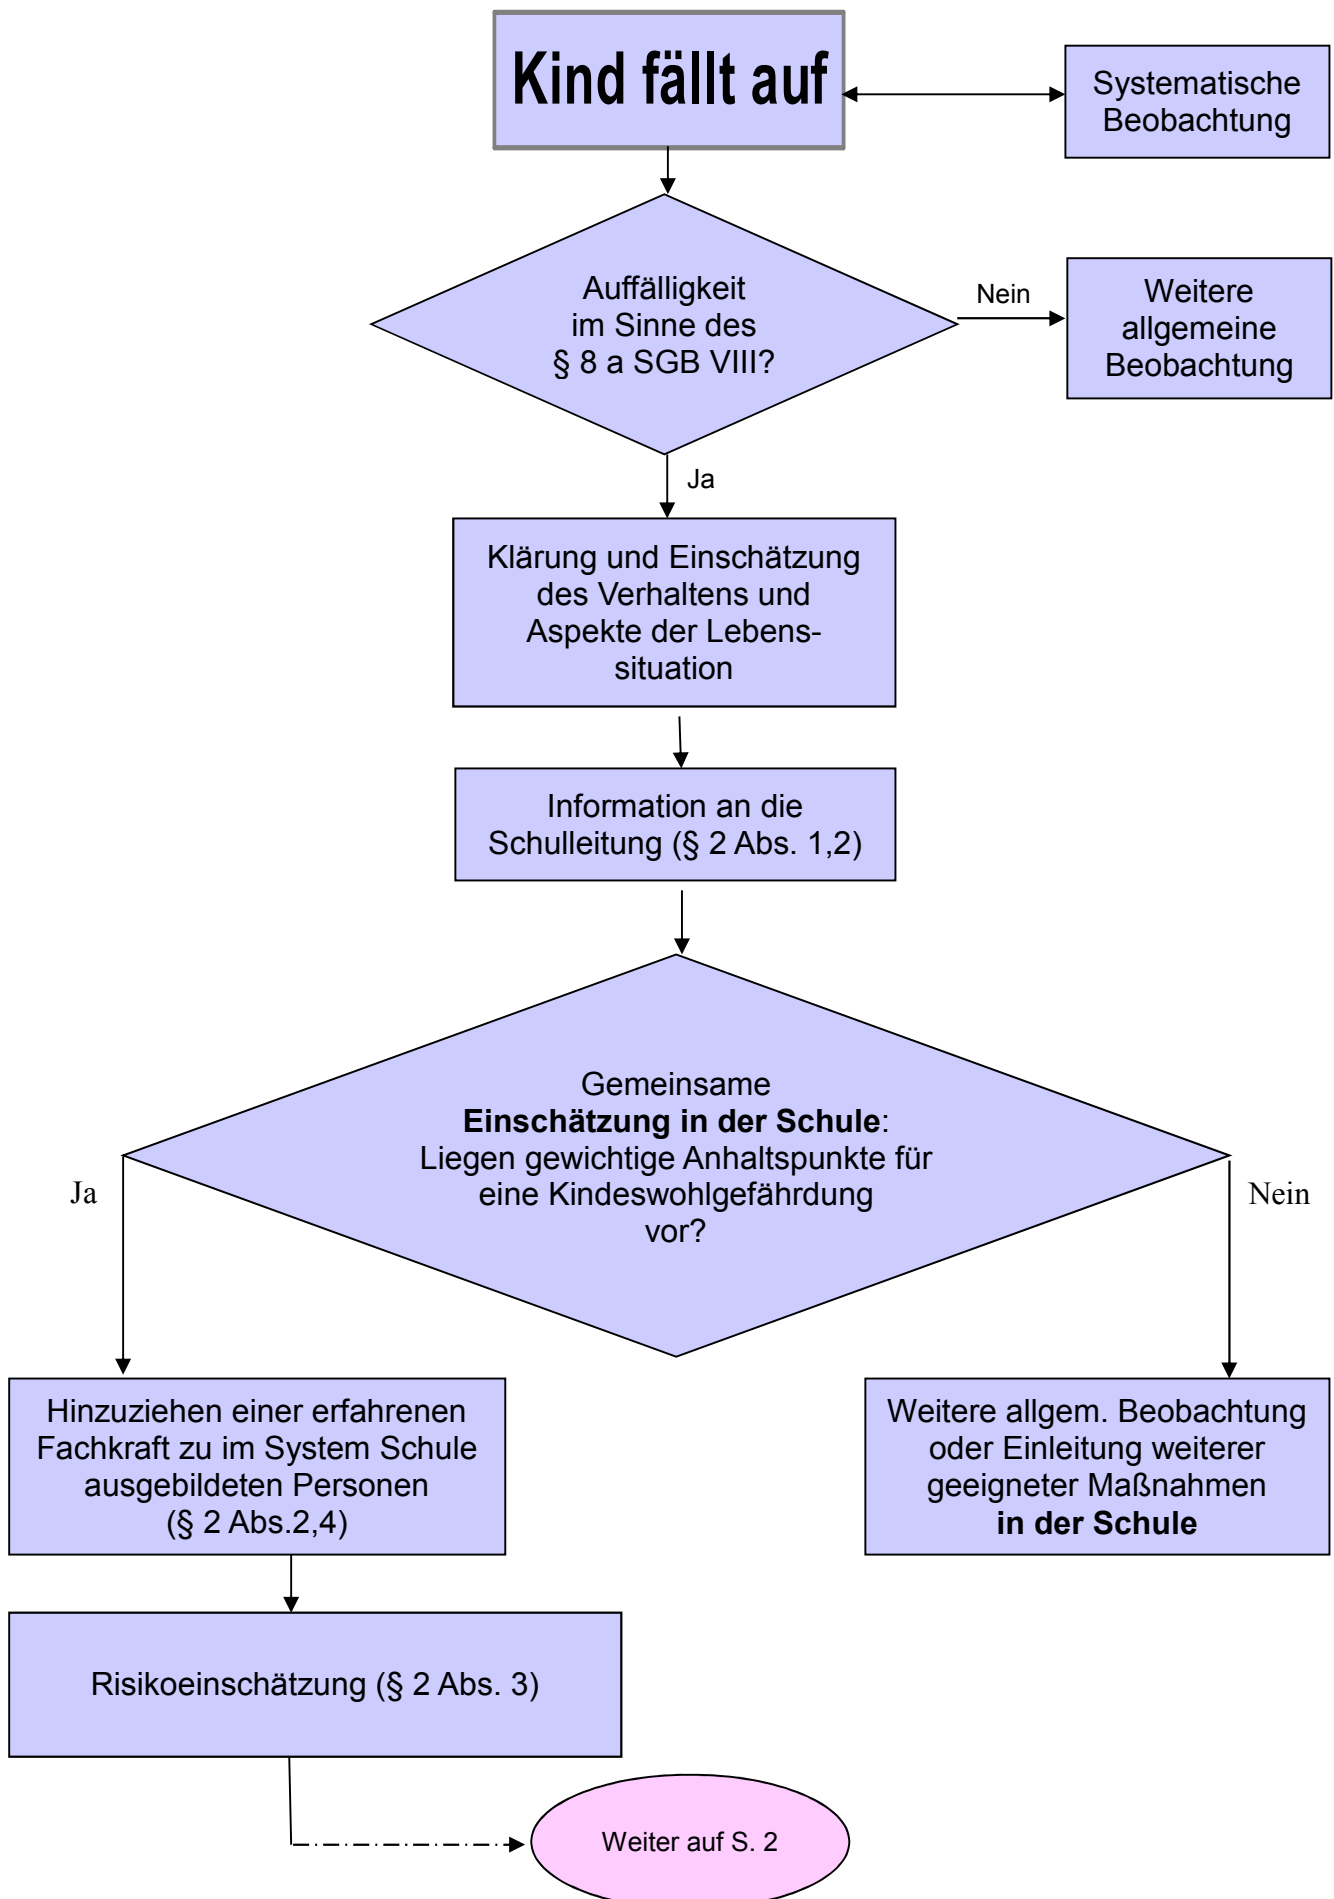 Kind fällt auf
Systematische
Beobachtung
Auffälligkeit
im Sinne des
§ 8 a SGB VIII?
Nein
Weitere
allgemeine
Beobachtung
Ja
Klärung und Einschätzung
des Verhaltens und
Aspekte der Lebens-
situation
Information an die
Schulleitung (§ 2 Abs. 1,2)
Gemeinsame
Einschätzung in der Schule:
Liegen gewichtige Anhaltspunkte für
eine Kindeswohlgefährdung
vor?
Ja
Nein
Hinzuziehen einer erfahrenen
Fachkraft zu im System Schule
ausgebildeten Personen
(§ 2 Abs.2,4)
Weitere allgem. Beobachtung
oder Einleitung weiterer
geeigneter Maßnahmen
in der Schule
Risikoeinschätzung (§ 2 Abs. 3)
Weiter auf S. 2